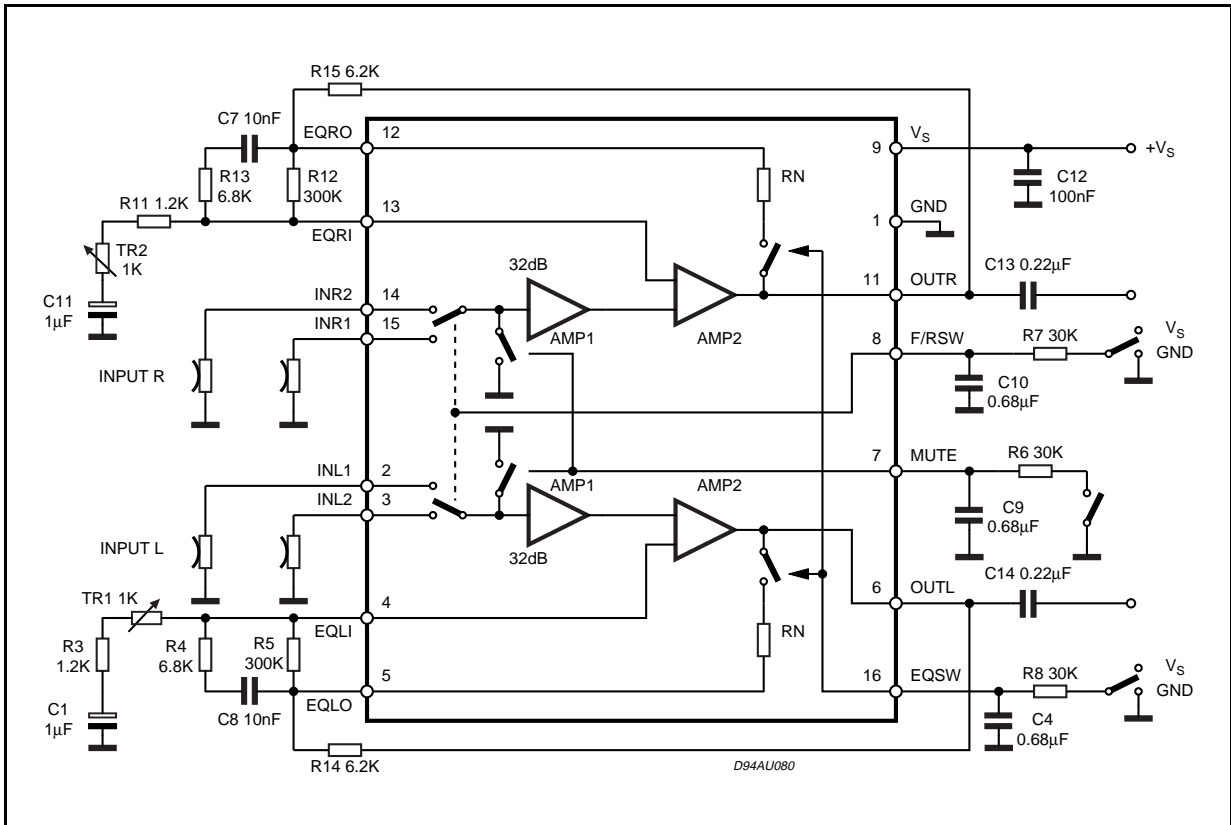 R15 6.2K
C7 10nF
EQRO
12
R13
6.8K
R12
300K
R11 1.2K
13
EQRI
TR2
1K
C11
1µF
INR2
14
INR1
15
INPUT R
32dB
AMP1
AMP2
RN
VS
9
+VS
C12
100nF
GND
1
C13 0.22µF
11
OUTR
8
F/RSW
R7 30K
VS
GND
C10
0.68µF
7
MUTE
R6 30K
C9
0.68µF
INL1
2
INL2
3
INPUT L
AMP1
32dB
AMP2
RN
C14 0.22µF
6
OUTL
TR1 1K
4
EQLI
R3
1.2K
R4
6.8K
R5
300K
5
EQLO
C8 10nF
C1
1µF
R14 6.2K
16
EQSW
R8 30K
VS
GND
C4
0.68µF
D94AU080